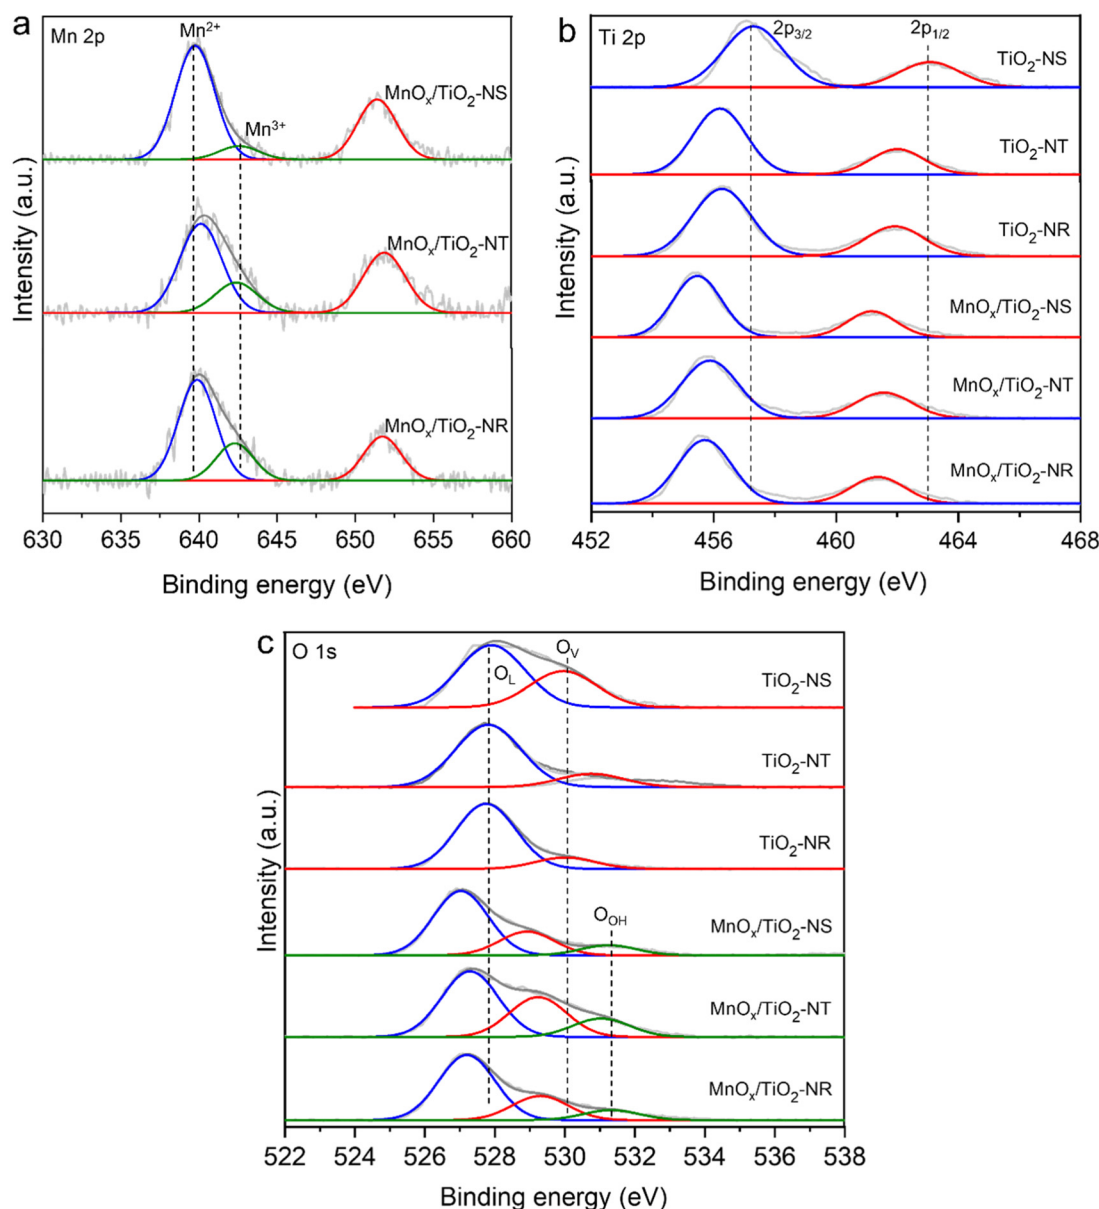 a
Mn 2p
Mn²⁺
MnOₓ/TiO₂-NS
Mn³⁺
MnOₓ/TiO₂-NT
MnOₓ/TiO₂-NR
Intensity (a.u.)
630 635 640 645 650 655 660
Binding energy (eV)
b
Ti 2p
2p₃/₂
2p₁/₂
TiO₂-NS
TiO₂-NT
TiO₂-NR
MnOₓ/TiO₂-NS
MnOₓ/TiO₂-NT
MnOₓ/TiO₂-NR
Intensity (a.u.)
452 456 460 464 468
Binding energy (eV)
c
O 1s
O_V
O_L
TiO₂-NS
TiO₂-NT
TiO₂-NR
O_OH
MnOₓ/TiO₂-NS
MnOₓ/TiO₂-NT
MnOₓ/TiO₂-NR
Intensity (a.u.)
522 524 526 528 530 532 534 536 538
Binding energy (eV)